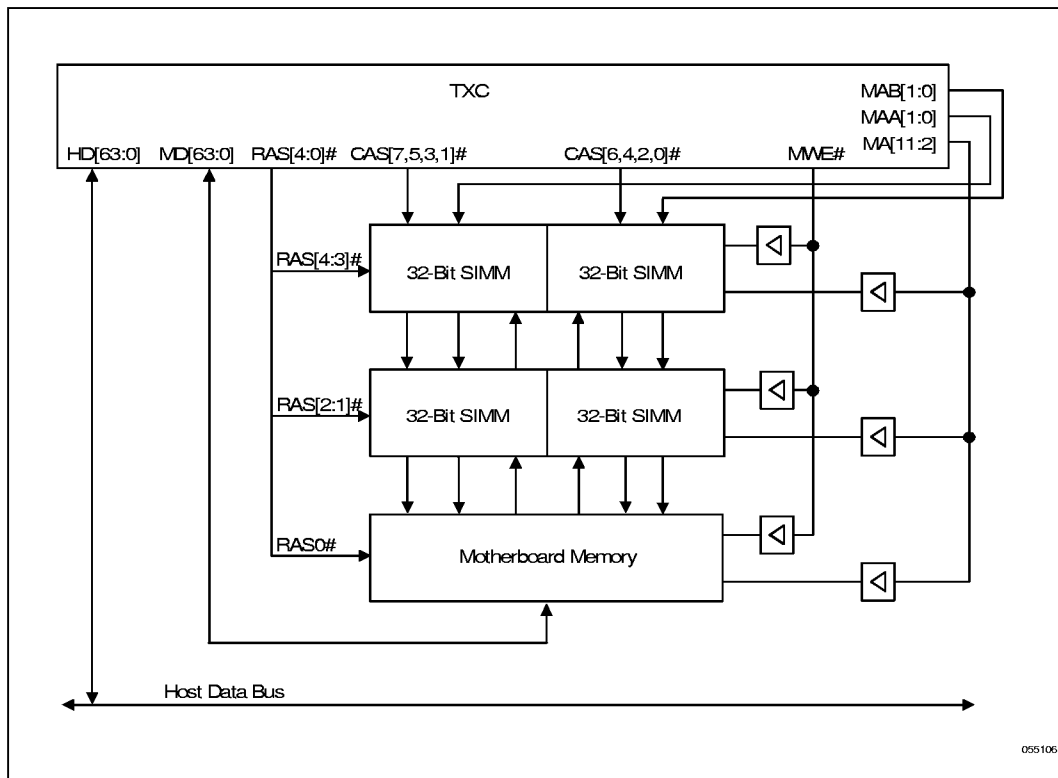 TXC
MAB[1:0]
MAA[1:0]
MA[11:2]
HD[63:0] MD[63:0] RAS[4:0]# CAS[7,5,3,1]# CAS[6,4,2,0]# MWE#
RAS[4:3]#
32-Bit SIMM 32-Bit SIMM
RAS[2:1]#
32-Bit SIMM 32-Bit SIMM
RAS0#
Motherboard Memory
Host Data Bus
055106